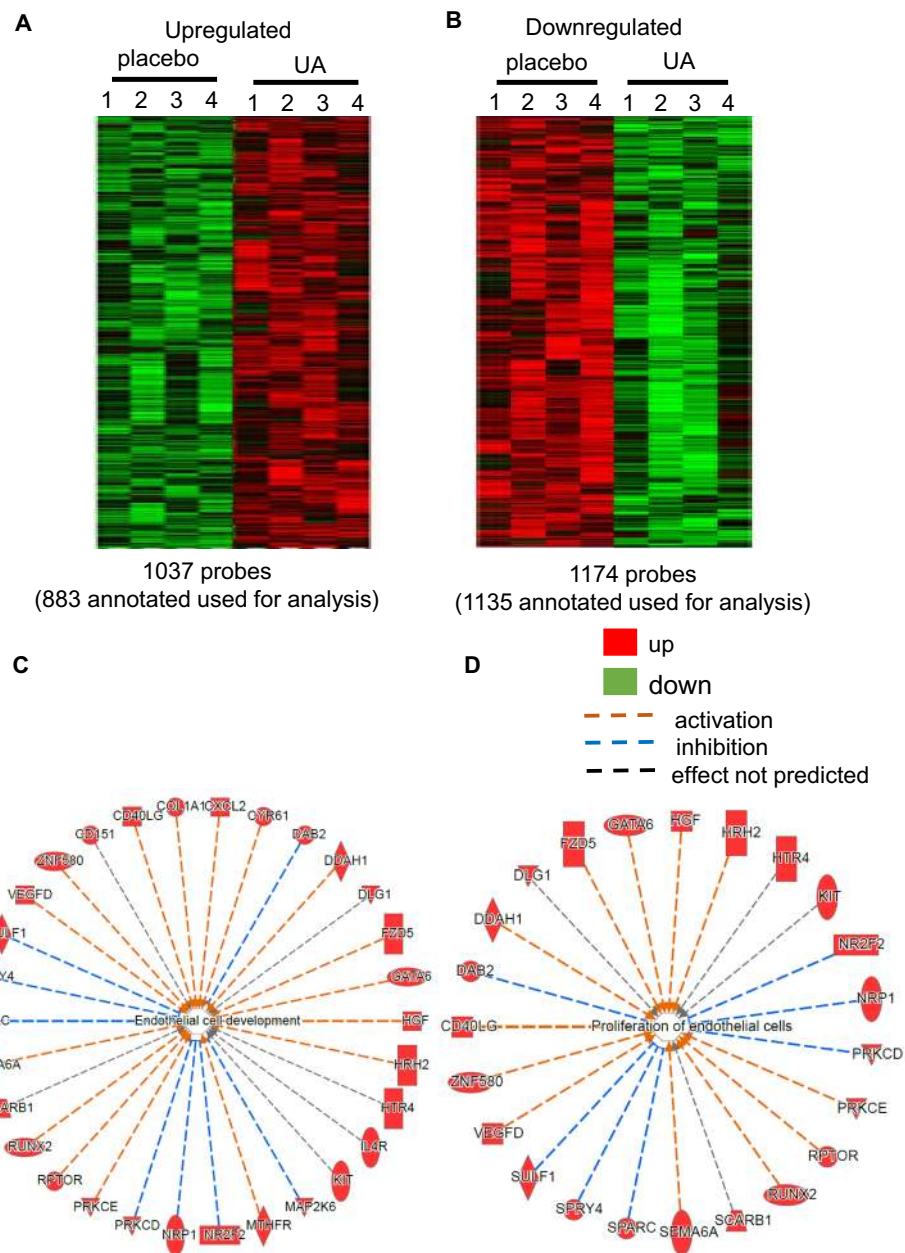 A
Upregulated
placebo
UA
1 2 3 4
1 2 3 4
1037 probes
(883 annotated used for analysis)
B
Downregulated
placebo
UA
1 2 3 4
1 2 3 4
1174 probes
(1135 annotated used for analysis)
up
down
activation
inhibition
effect not predicted
C
COL1A1
CXCL2
CYR61
DAB2
DDAH1
DLG1
FZD5
GATA6
HGF
HRH2
HTR4
IL4R
KIT
MAP2K6
MTHFR
NR2F2
NRP1
PRKCD
PRKCE
RPTOR
RUNX2
ARB1
A6A
C
Y4
LF1
VEGFD
ZNF580
CD151
CD40LG
Endothelial cell development
D
HGF
HRH2
HTR4
KIT
NR2F2
NRP1
PRKCD
PRKCE
RPTOR
RUNX2
SCARB1
SEMA6A
SPARC
SPRY4
SULF1
VEGFD
ZNF580
CD40LG
DAB2
DDAH1
DLG1
FZD5
GATA6
Proliferation of endothelial cells